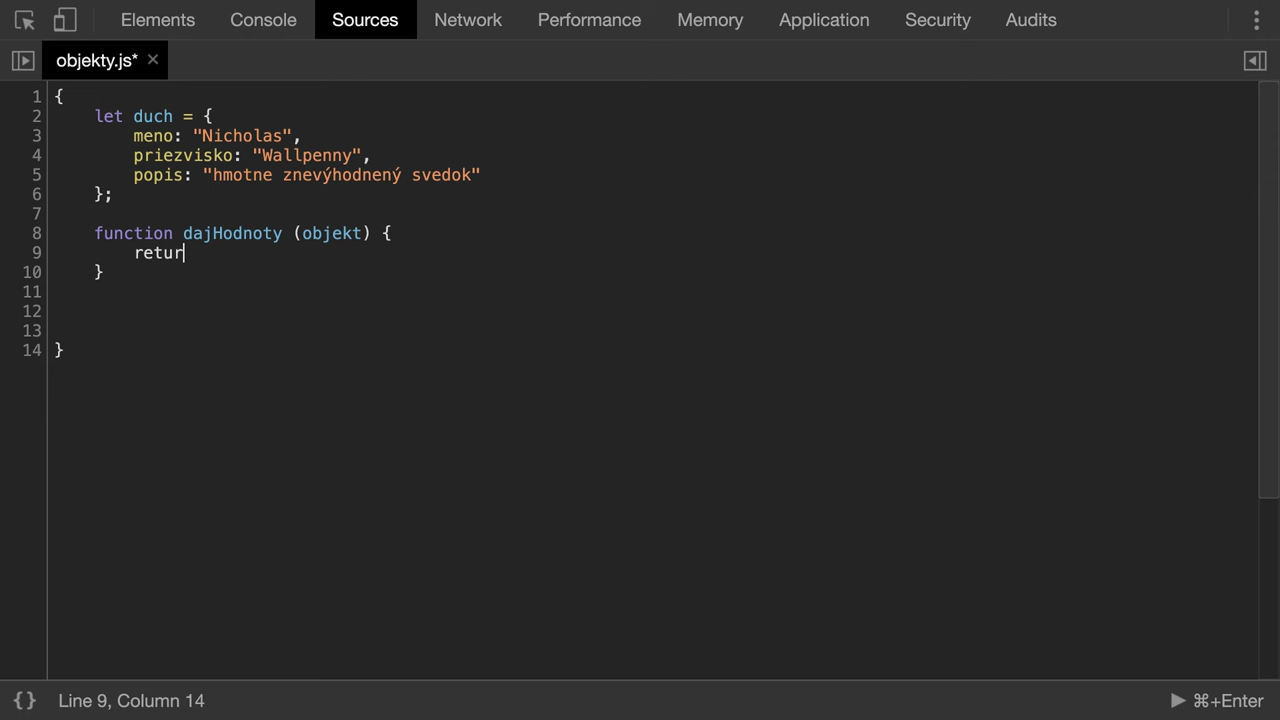 Elements Console Sources Network Performance Memory Application Security Audits
objekty.js* ×
1 {
2 let duch = {
3 meno: "Nicholas",
4 priezvisko: "Wallpenny",
5 popis: "hmotne znevýhodnený svedok"
6 };
7
8 function dajHodnoty (objekt) {
9 retur
10 }
11
12
13
14 }
{} Line 9, Column 14 ⌘+Enter